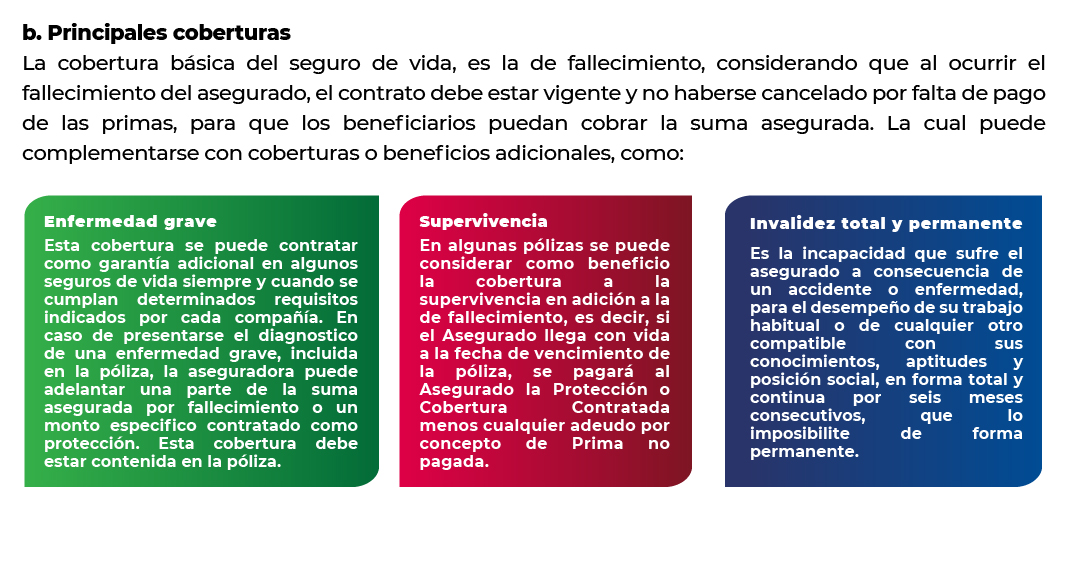 b. Principales coberturas
La cobertura básica del seguro de vida, es la de fallecimiento, considerando que al ocurrir el
fallecimiento del asegurado, el contrato debe estar vigente y no haberse cancelado por falta de pago
de las primas, para que los beneficiarios puedan cobrar la suma asegurada. La cual puede
complementarse con coberturas o beneficios adicionales, como:
Enfermedad grave
Esta cobertura se puede contratar
como garantía adicional en algunos
seguros de vida siempre y cuando se
cumplan determinados requisitos
indicados por cada compañía. En
caso de presentarse el diagnostico
de una enfermedad grave, incluida
en la póliza, la aseguradora puede
adelantar una parte de la suma
asegurada por fallecimiento o un
monto especifico contratado como
protección. Esta cobertura debe
estar contenida en la póliza.
Supervivencia
En algunas pólizas se puede
considerar como beneficio
la cobertura a la
supervivencia en adición a la
de fallecimiento, es decir, si
el Asegurado llega con vida
a la fecha de vencimiento de
la póliza, se pagará al
Asegurado la Protección o
Cobertura Contratada
menos cualquier adeudo por
concepto de Prima no
pagada.
Invalidez total y permanente
Es la incapacidad que sufre el
asegurado a consecuencia de
un accidente o enfermedad,
para el desempeño de su trabajo
habitual o de cualquier otro
compatible con sus
conocimientos, aptitudes y
posición social, en forma total y
continua por seis meses
consecutivos, que lo
imposibilite de forma
permanente.